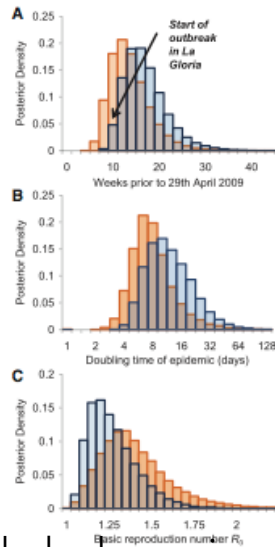 A
0.25
0.2
0.15
0.1
0.05
0
Posterior Density
Start of
outbreak
in La
Gloria
0 10 20 30 40
Weeks prior to 29th April 2009
B
0.25
0.2
0.15
0.1
0.05
0
Posterior Density
1 2 4 8 16 32 64 128
Doubling time of epidemic (days)
C
0.2
0.15
0.1
0.05
0
Posterior Density
1 1.25 1.5 1.75 2
Basic reproduction number R₀